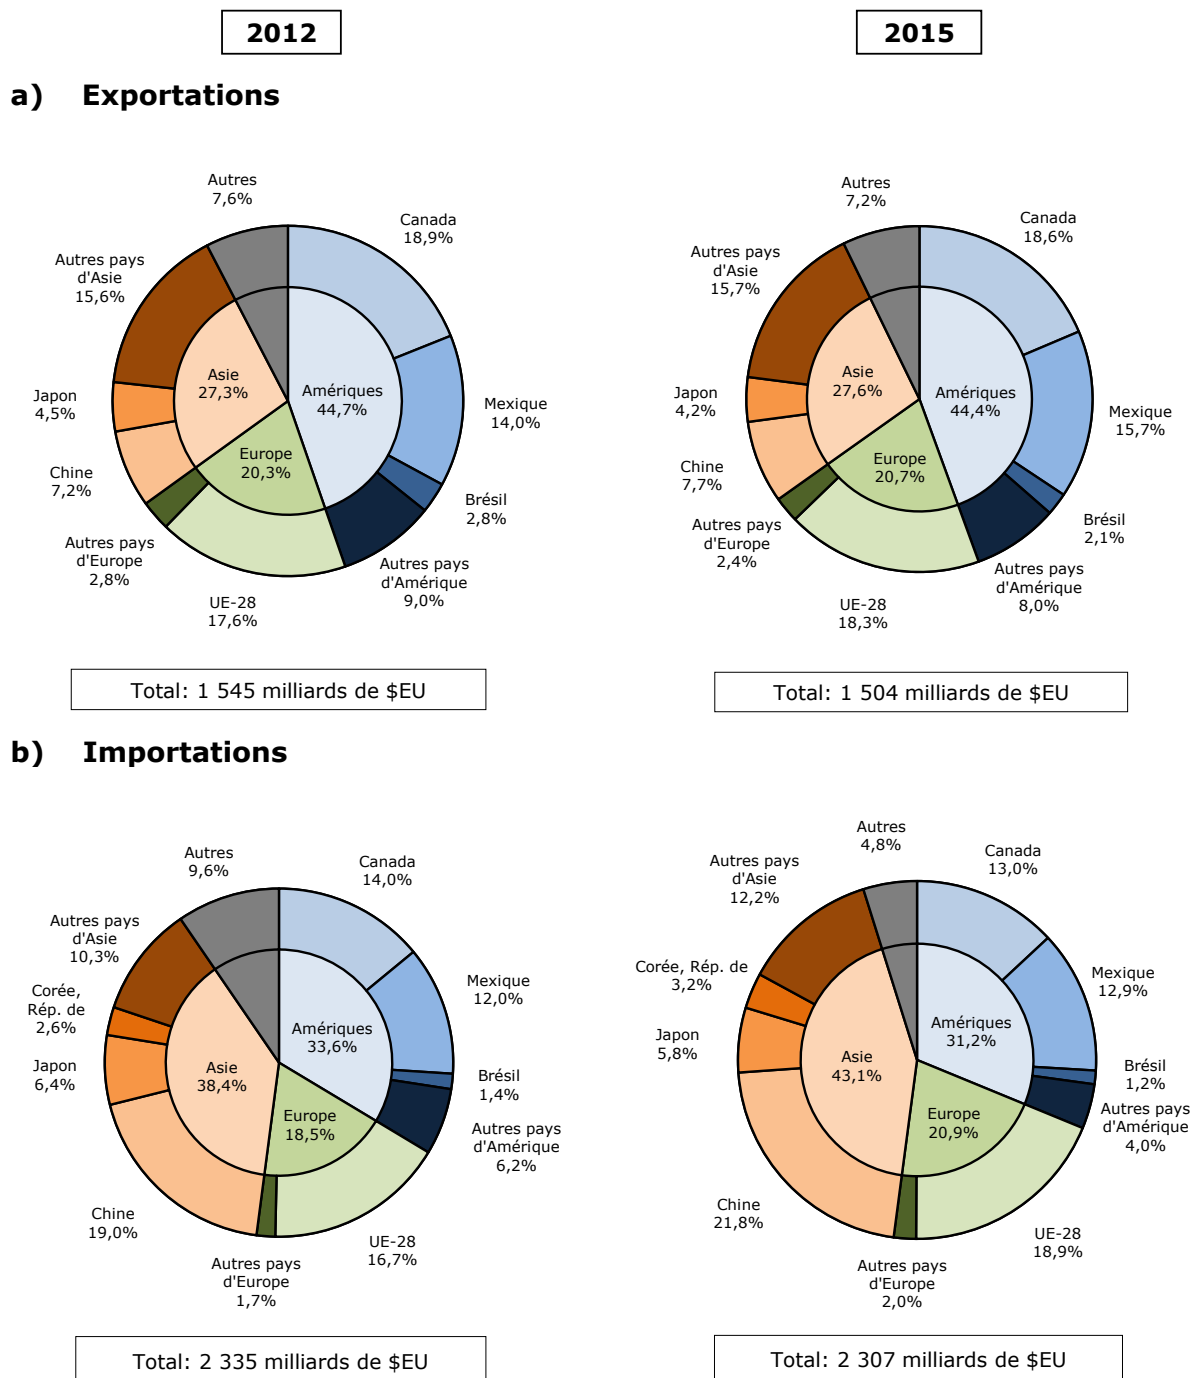 2012
2015
a) Exportations
Autres
7,6%
Canada
18,9%
Autres pays
d'Asie
15,6%
Asie
27,3%
Amériques
44,7%
Japon
4,5%
Mexique
14,0%
Europe
20,3%
Chine
7,2%
Brésil
2,8%
Autres pays
d'Europe
2,8%
Autres pays
d'Amérique
9,0%
UE-28
17,6%
Total: 1 545 milliards de $EU
Autres
7,2%
Canada
18,6%
Autres pays
d'Asie
15,7%
Asie
27,6%
Amériques
44,4%
Japon
4,2%
Mexique
15,7%
Europe
20,7%
Chine
7,7%
Brésil
2,1%
Autres pays
d'Europe
2,4%
Autres pays
d'Amérique
8,0%
UE-28
18,3%
Total: 1 504 milliards de $EU
b) Importations
Autres
9,6%
Canada
14,0%
Autres pays
d'Asie
10,3%
Mexique
12,0%
Corée,
Rép. de
2,6%
Amériques
33,6%
Japon
6,4%
Asie
38,4%
Brésil
1,4%
Europe
18,5%
Autres pays
d'Amérique
6,2%
Chine
19,0%
UE-28
16,7%
Autres pays
d'Europe
1,7%
Total: 2 335 milliards de $EU
Autres
4,8%
Canada
13,0%
Autres pays
d'Asie
12,2%
Corée, Rép. de
3,2%
Mexique
12,9%
Amériques
31,2%
Japon
5,8%
Asie
43,1%
Brésil
1,2%
Europe
20,9%
Autres pays
d'Amérique
4,0%
Chine
21,8%
UE-28
18,9%
Autres pays
d'Europe
2,0%
Total: 2 307 milliards de $EU